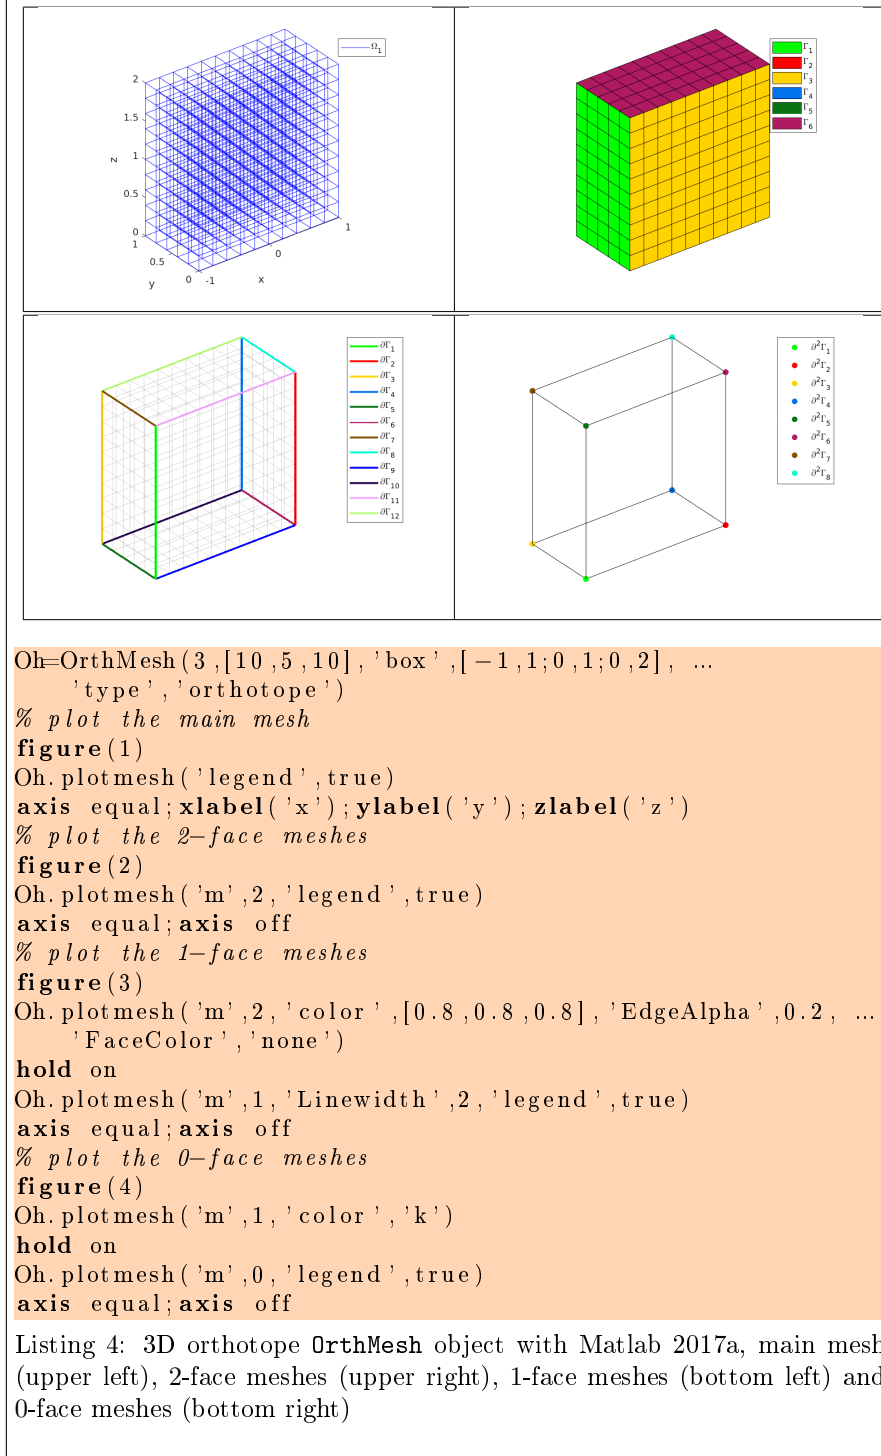 Ω1
2
1.5
1
0.5
0
z
1
0.5
0
y
-1
0
1
x
Γ1
Γ2
Γ3
Γ4
Γ5
Γ6
∂Γ1
∂Γ2
∂Γ3
∂Γ4
∂Γ5
∂Γ6
∂Γ7
∂Γ8
∂Γ9
∂Γ10
∂Γ11
∂Γ12
∂²Γ1
∂²Γ2
∂²Γ3
∂²Γ4
∂²Γ5
∂²Γ6
∂²Γ7
∂²Γ8
Oh=OrthMesh(3,[10,5,10],'box',[-1,1;0,1;0,2], ...
'type','orthotope')
% plot the main mesh
figure(1)
Oh.plotmesh('legend',true)
axis equal;xlabel('x');ylabel('y');zlabel('z')
% plot the 2-face meshes
figure(2)
Oh.plotmesh('m',2,'legend',true)
axis equal;axis off
% plot the 1-face meshes
figure(3)
Oh.plotmesh('m',2,'color',[0.8,0.8,0.8],'EdgeAlpha',0.2, ...
'FaceColor','none')
hold on
Oh.plotmesh('m',1,'Linewidth',2,'legend',true)
axis equal;axis off
% plot the 0-face meshes
figure(4)
Oh.plotmesh('m',1,'color','k')
hold on
Oh.plotmesh('m',0,'legend',true)
axis equal;axis off
Listing 4: 3D orthotope OrthMesh object with Matlab 2017a, main mesh
(upper left), 2-face meshes (upper right), 1-face meshes (bottom left) and
0-face meshes (bottom right)